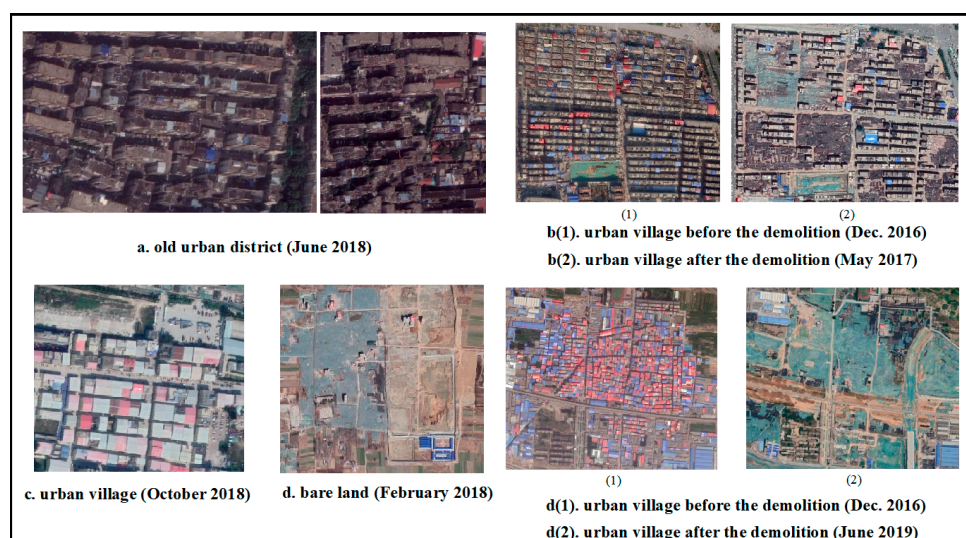 (1)
(2)
a. old urban district (June 2018)
b(1). urban village before the demolition (Dec. 2016)
b(2). urban village after the demolition (May 2017)
c. urban village (October 2018)
d. bare land (February 2018)
(1)
(2)
d(1). urban village before the demolition (Dec. 2016)
d(2). urban village after the demolition (June 2019)